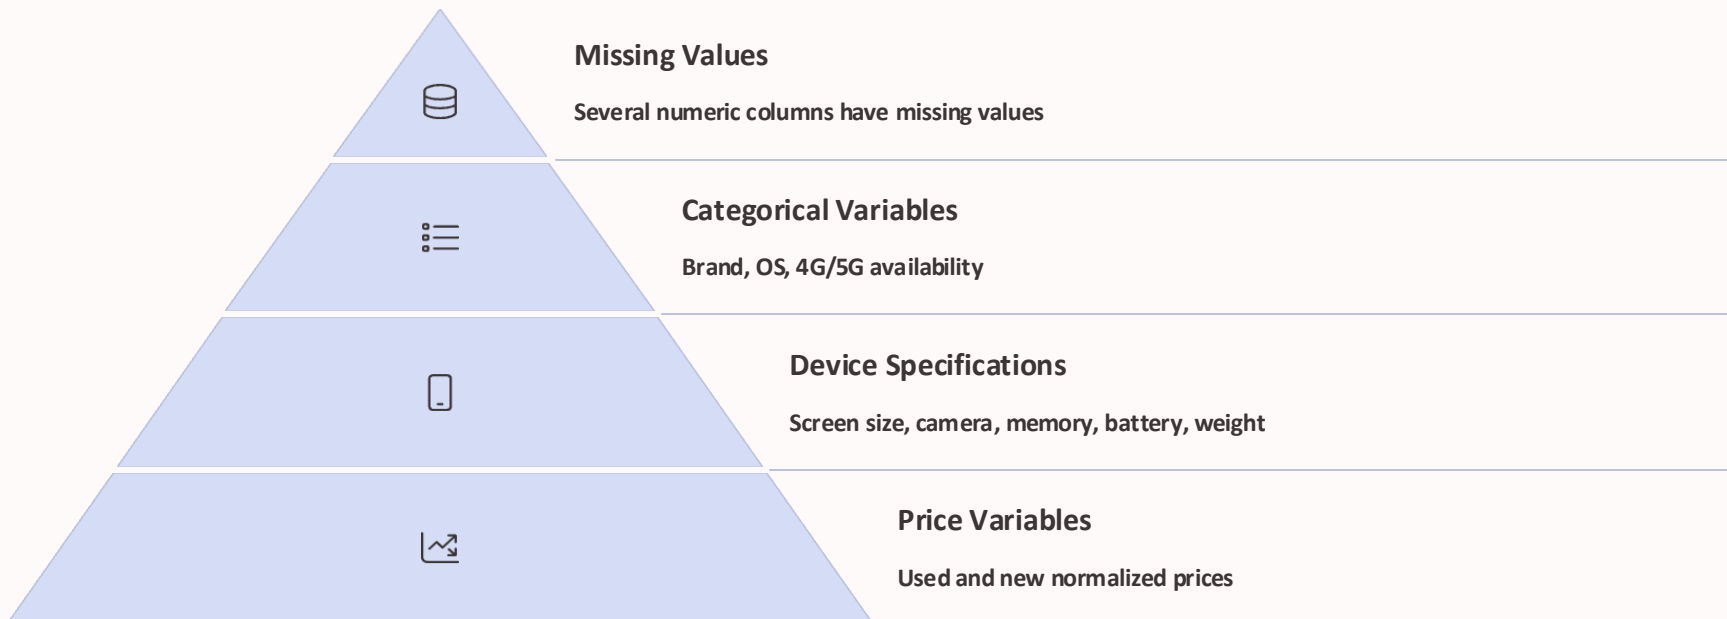 Missing Values
Several numeric columns have missing values
Categorical Variables
Brand, OS, 4G/5G availability
Device Specifications
Screen size, camera, memory, battery, weight
Price Variables
Used and new normalized prices